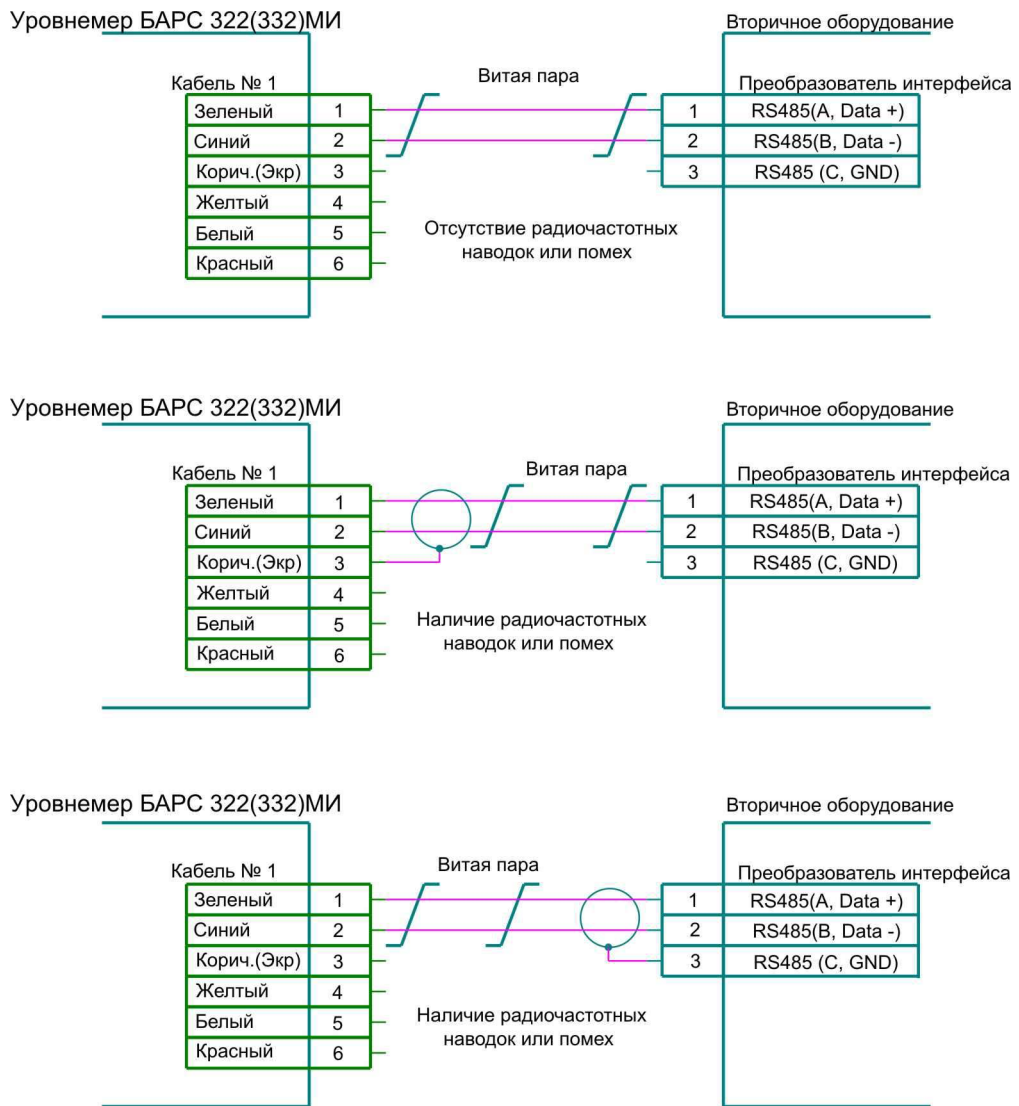 Уровнемер БАРС 322(332)МИ
Вторичное оборудование
Кабель № 1
Витая пара
Преобразователь интерфейса
Зеленый 1
1 RS485(A, Data +)
Синий 2
2 RS485(B, Data -)
Корич.(Экр) 3
3 RS485 (C, GND)
Желтый 4
Белый 5
Красный 6
Отсутствие радиочастотных
наводок или помех
Уровнемер БАРС 322(332)МИ
Вторичное оборудование
Кабель № 1
Витая пара
Преобразователь интерфейса
Зеленый 1
1 RS485(A, Data +)
Синий 2
2 RS485(B, Data -)
Корич.(Экр) 3
3 RS485 (C, GND)
Желтый 4
Белый 5
Красный 6
Наличие радиочастотных
наводок или помех
Уровнемер БАРС 322(332)МИ
Вторичное оборудование
Кабель № 1
Витая пара
Преобразователь интерфейса
Зеленый 1
1 RS485(A, Data +)
Синий 2
2 RS485(B, Data -)
Корич.(Экр) 3
3 RS485 (C, GND)
Желтый 4
Белый 5
Красный 6
Наличие радиочастотных
наводок или помех